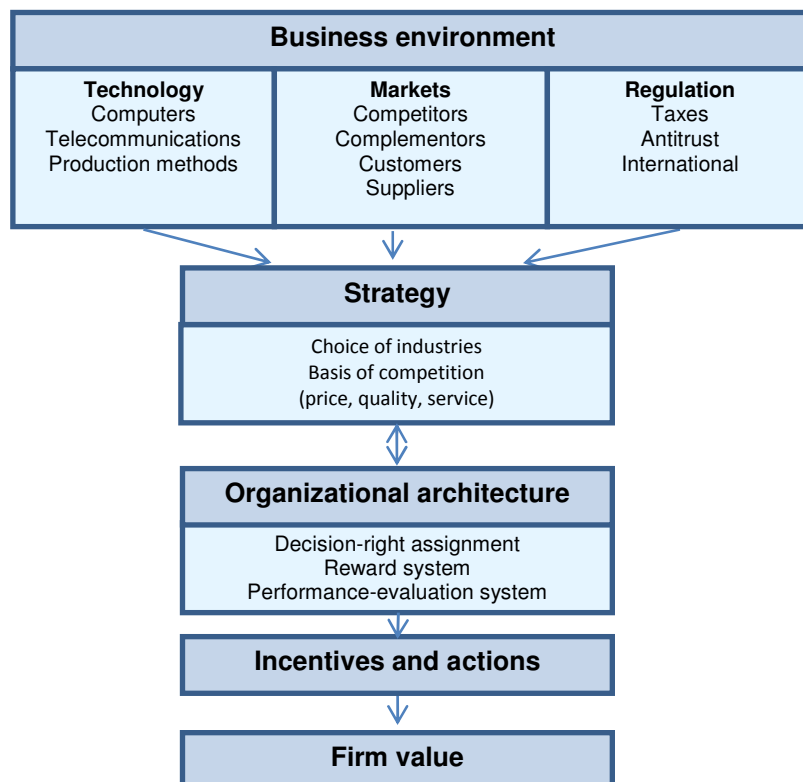 Business environment
Technology
Computers
Telecommunications
Production methods
Markets
Competitors
Complementors
Customers
Suppliers
Regulation
Taxes
Antitrust
International
Strategy
Choice of industries
Basis of competition
(price, quality, service)
Organizational architecture
Decision-right assignment
Reward system
Performance-evaluation system
Incentives and actions
Firm value